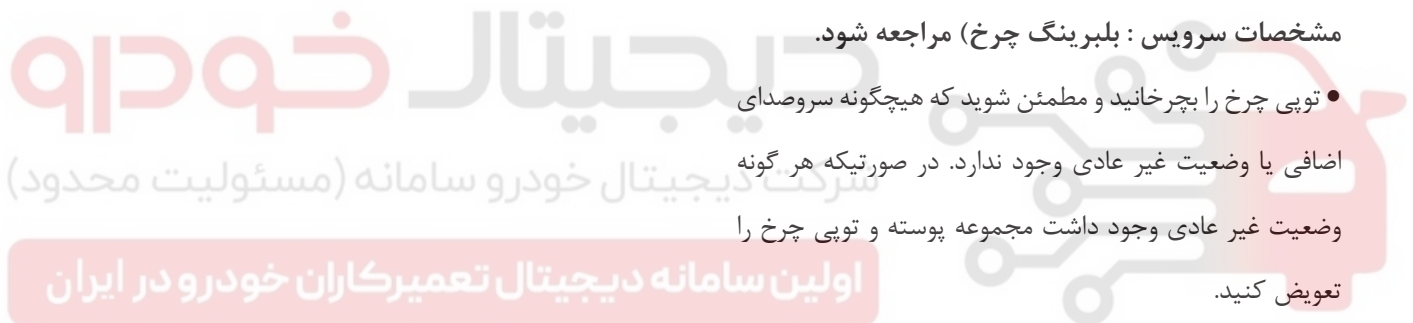 مشخصات سرویس : بلبرینگ چرخ) مراجعه شود.
● توپی چرخ را بچرخانید و مطمئن شوید که هیچگونه سروصدای
اضافی یا وضعیت غیر عادی وجود ندارد. در صورتیکه هر گونه
وضعیت غیر عادی وجود داشت مجموعه پوسته و توپی چرخ را
تعویض کنید.
دیجیتال خودرو
شرکت دیجیتال خودرو سامانه (مسئولیت محدود)
اولین سامانه دیجیتال تعمیرکاران خودرو در ایران